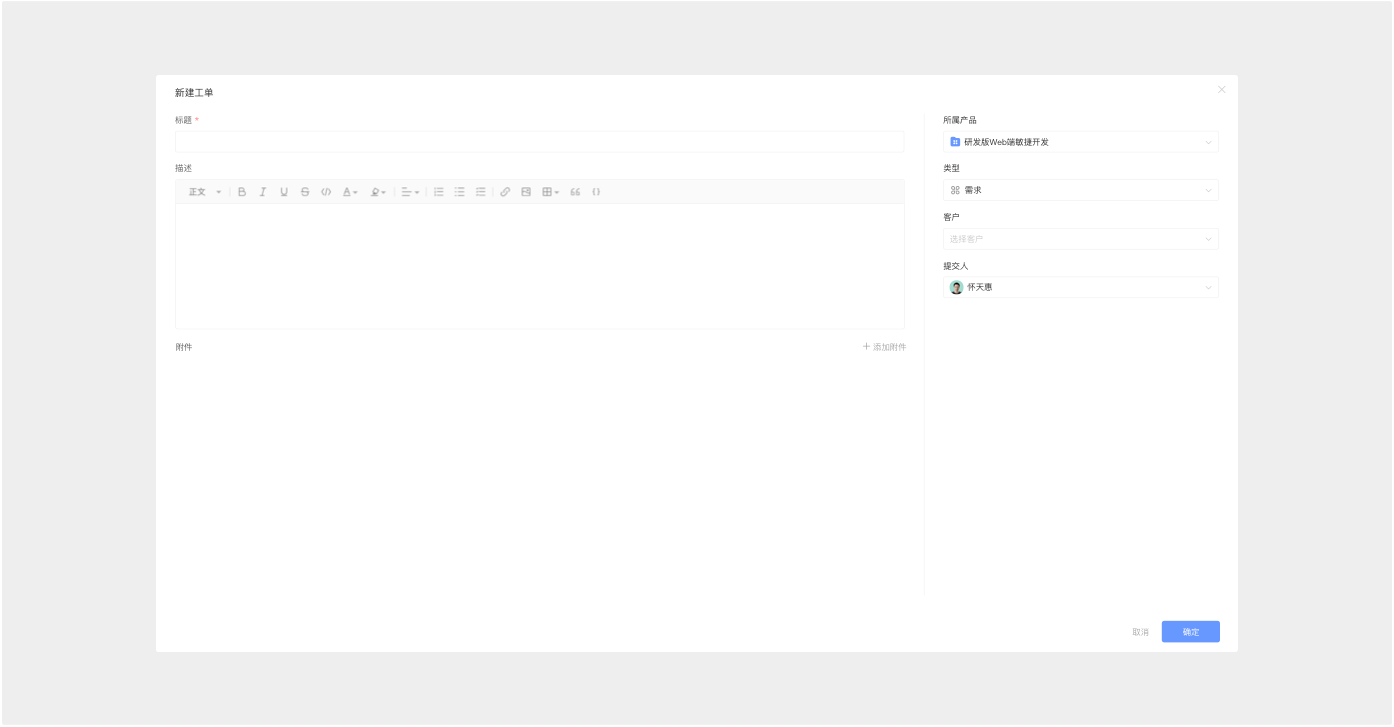 新建工单
标题 *
描述
正文
附件
添加附件
所属产品
研发版Web端敏捷开发
类型
需求
客户
选择客户
提交人
怀天惠
取消
确定